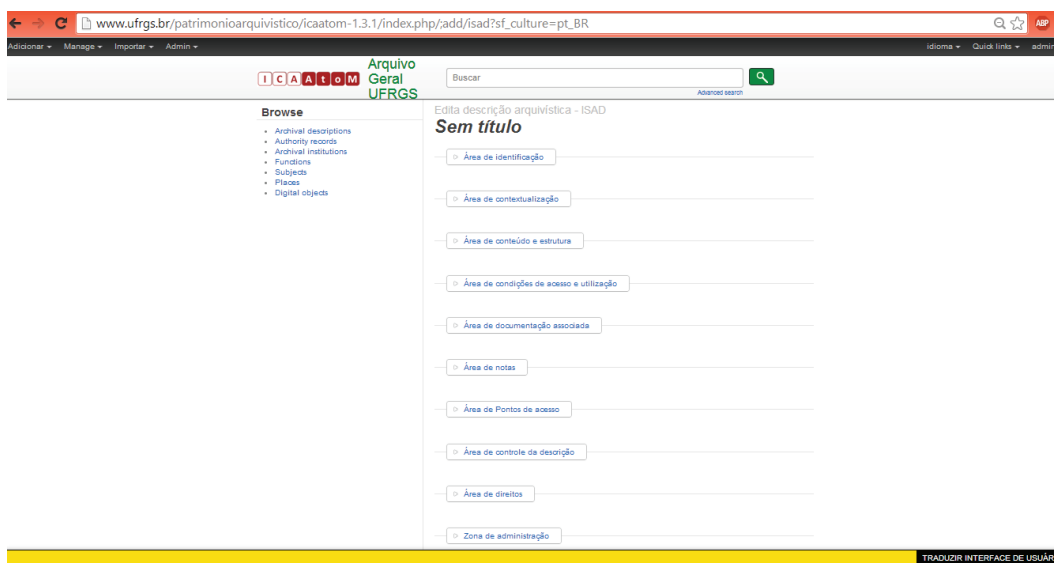 www.ufrgs.br/patrimonioarquivistico/icaatom-1.3.1/index.php/;add/isad?sf_culture=pt_BR
ABP
Adicionar Manage Importar Admin idioma Quick links admin
ICAAtoM
Arquivo
Geral
UFRGS
Buscar
Advanced search
Browse
Archival descriptions
Authority records
Archival institutions
Functions
Subjects
Places
Digital objects
Edita descrição arquivística - ISAD
Sem título
Área de identificação
Área de contextualização
Área de conteúdo e estrutura
Área de condições de acesso e utilização
Área de documentação associada
Área de notas
Área de Pontos de acesso
Área de controle da descrição
Área de direitos
Zona de administração
TRADUZIR INTERFACE DE USUÁR